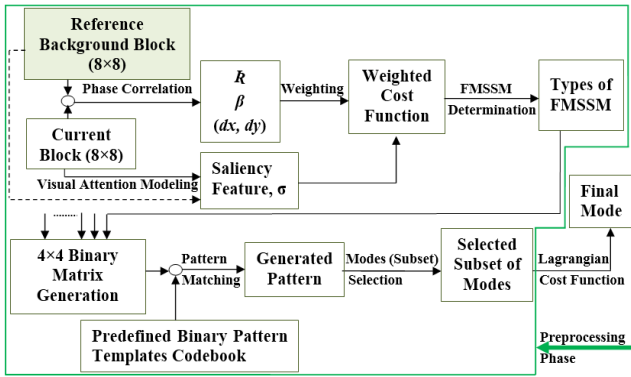 Reference
Background Block
(8×8)
Phase Correlation
Current
Block (8×8)
Visual Attention Modeling
β
(dx, dy)
Weighting
Saliency
Feature, σ
Weighted
Cost
Function
FMSSM
Determination
Types of
FMSSM
Final
Mode
4×4 Binary
Matrix
Generation
Pattern
Matching
Generated
Pattern
Modes (Subset)
Selection
Selected
Subset of
Modes
Lagrangian
Cost Function
Predefined Binary Pattern
Templates Codebook
Preprocessing
Phase